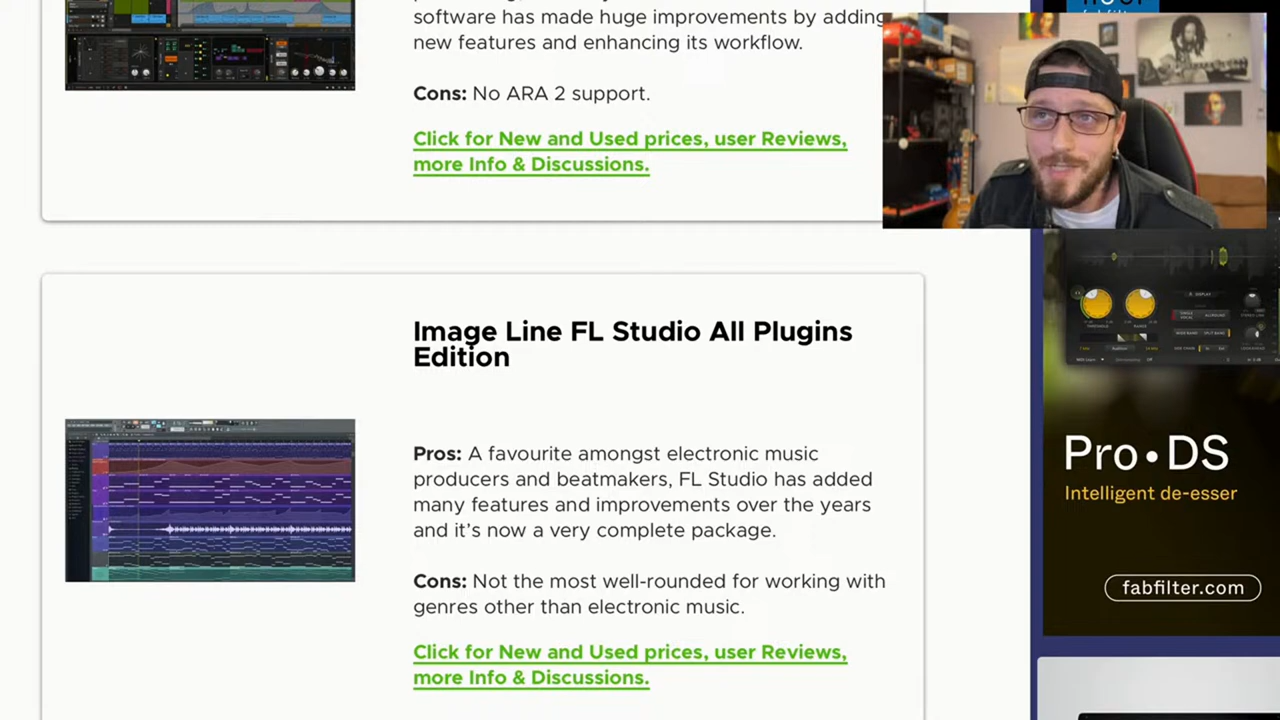 software has made huge improvements by adding
new features and enhancing its workflow.
Cons: No ARA 2 support.
Click for New and Used prices, user Reviews,
more Info & Discussions.
Image Line FL Studio All Plugins
Edition
Pros: A favourite amongst electronic music
producers and beatmakers, FL Studio has added
many features and improvements over the years
and it's now a very complete package.
Cons: Not the most well-rounded for working with
genres other than electronic music.
Click for New and Used prices, user Reviews,
more Info & Discussions.
Pro•DS
Intelligent de-esser
fabfilter.com